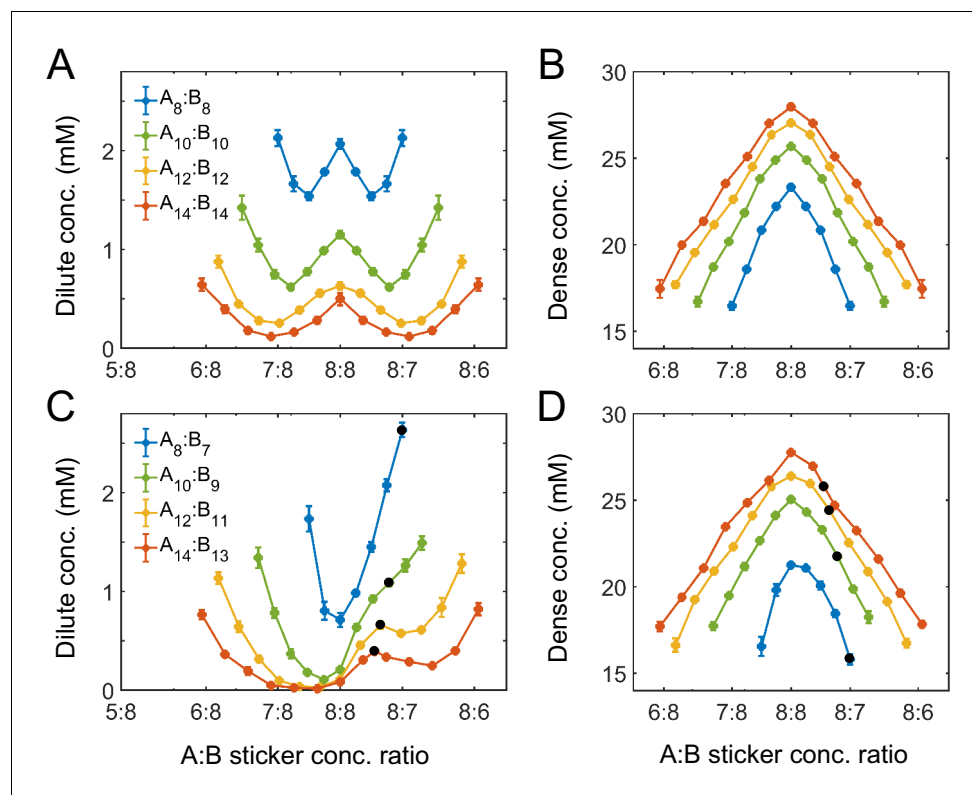 A
Dilute conc. (mM)
2
1
0
A8:B8
A10:B10
A12:B12
A14:B14
5:8 6:8 7:8 8:8 8:7 8:6
B
Dense conc. (mM)
30
25
20
15
6:8 7:8 8:8 8:7 8:6
C
Dilute conc. (mM)
2
1
0
A8:B7
A10:B9
A12:B11
A14:B13
5:8 6:8 7:8 8:8 8:7 8:6
A:B sticker conc. ratio
D
Dense conc. (mM)
30
25
20
15
6:8 7:8 8:8 8:7 8:6
A:B sticker conc. ratio